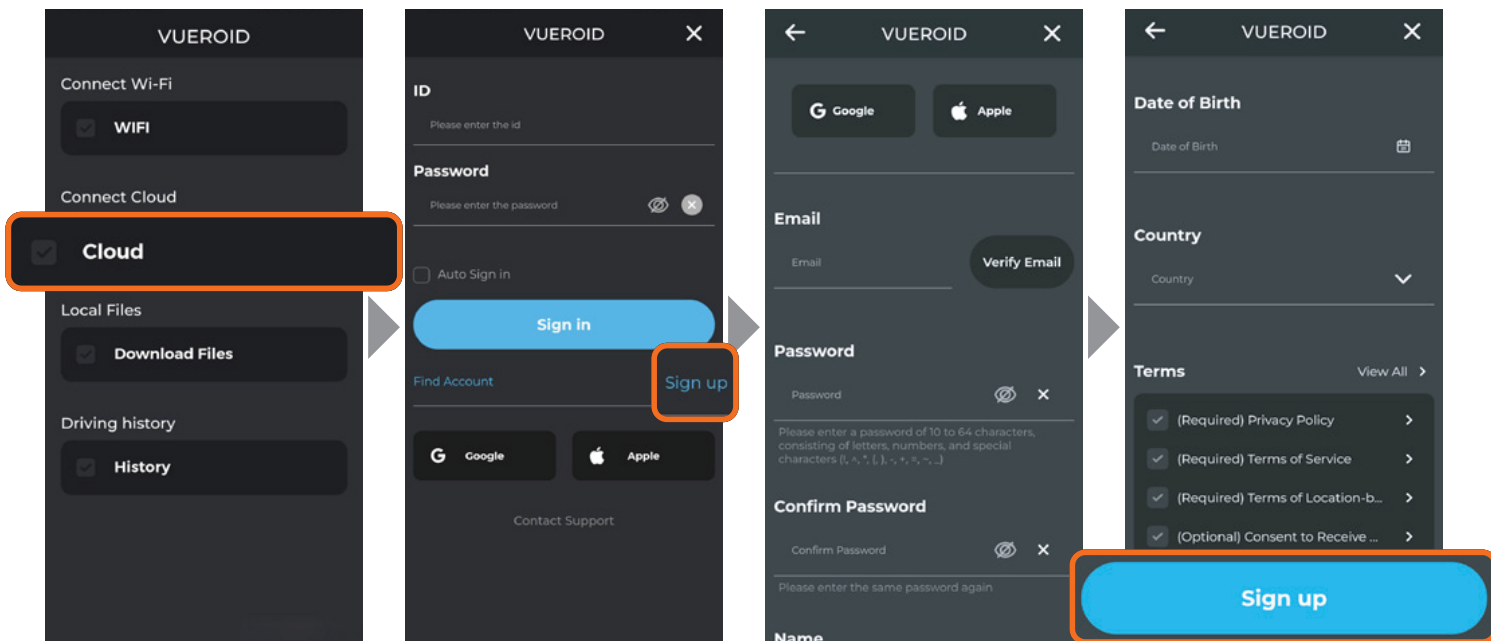 VUEROID
Connect Wi-Fi
WIFI
Connect Cloud
Cloud
Local Files
Download Files
Driving history
History
VUEROID
ID
Please enter the id
Password
Please enter the password
Auto Sign in
Sign in
Find Account
Sign up
Google
Apple
Contact Support
VUEROID
Google
Apple
Email
Email
Verify Email
Password
Password
Please enter a password of 10 to 64 characters,
consisting of letters, numbers, and special
characters (!, ^, *, (, ), -, +, =, ~, _)
Confirm Password
Confirm Password
Please enter the same password again
Name
VUEROID
Date of Birth
Date of Birth
Country
Country
Terms View All
(Required) Privacy Policy
(Required) Terms of Service
(Required) Terms of Location-b...
(Optional) Consent to Receive ...
Sign up